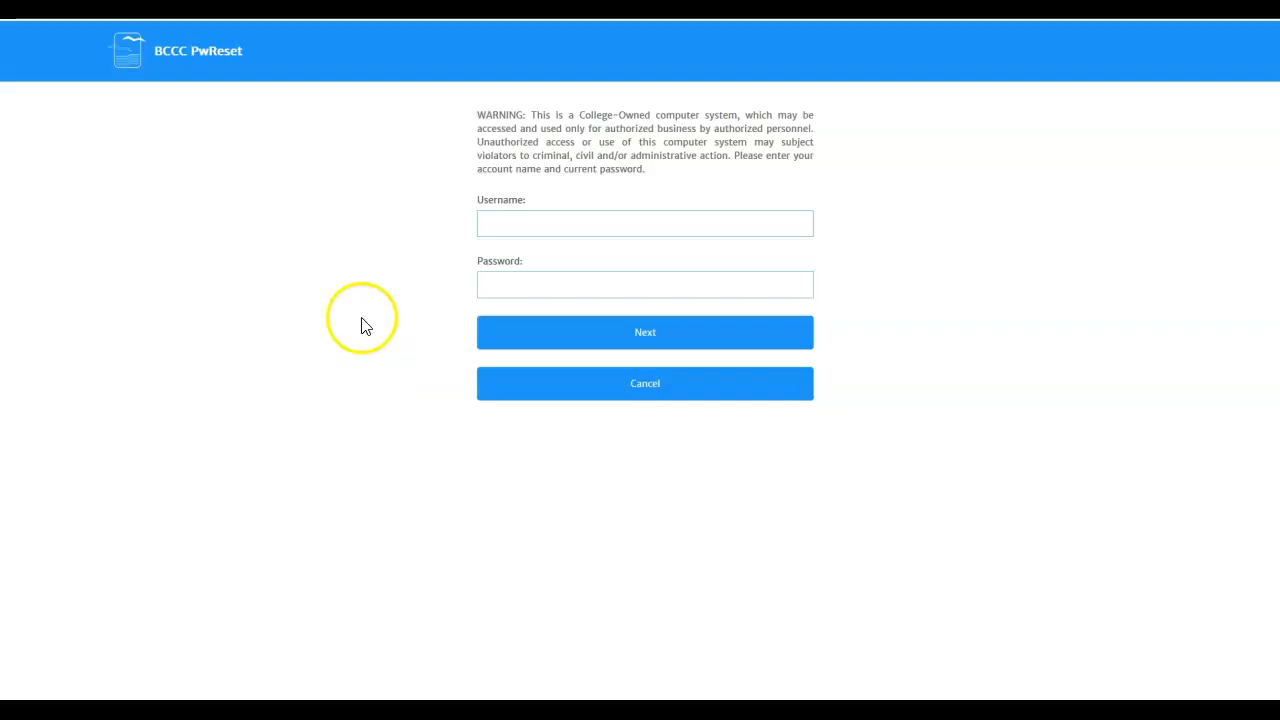 BCCC PwReset
WARNING: This is a College-Owned computer system, which may be
accessed and used only for authorized business by authorized personnel.
Unauthorized access or use of this computer system may subject
violators to criminal, civil and/or administrative action. Please enter your
account name and current password.
Username:
Password:
Next
Cancel